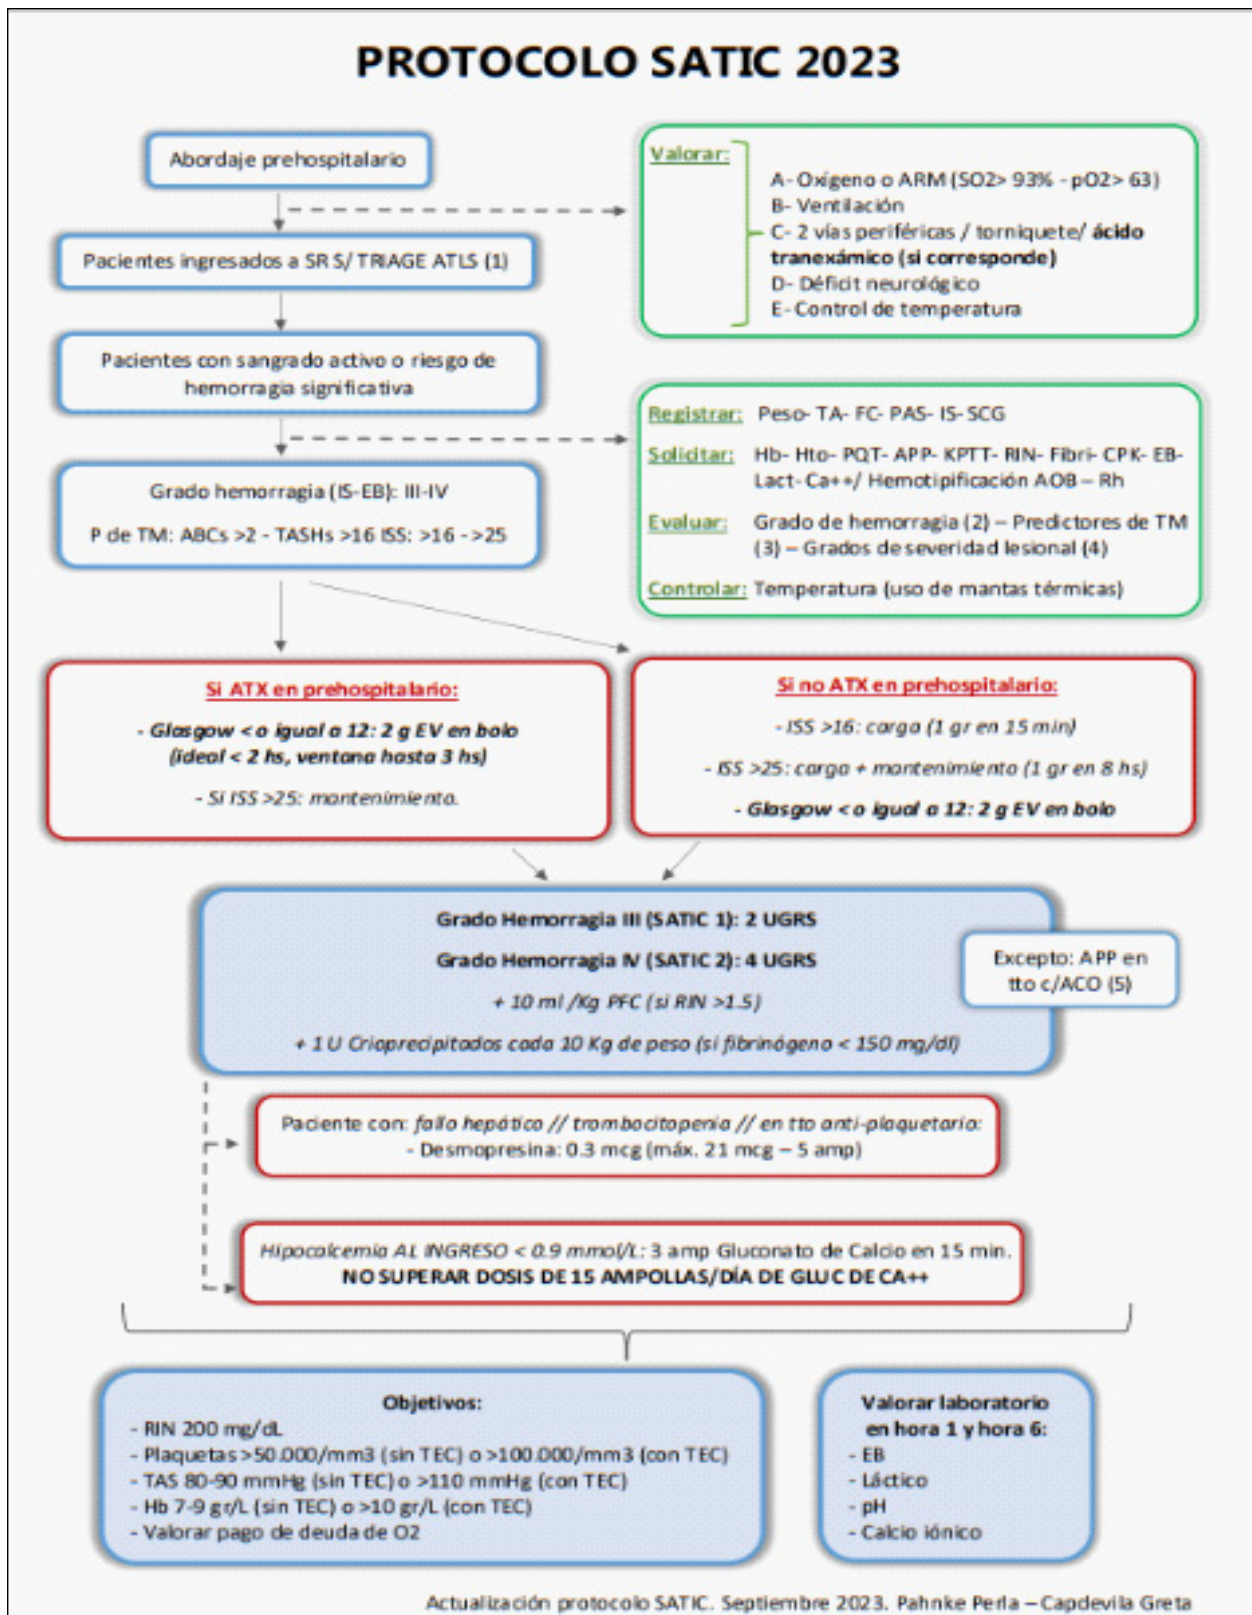 PROTOCOLO SATIC 2023
Abordaje prehospitalario
Valorar:
A- Oxígeno o ARM (SO2> 93% - pO2> 63)
B- Ventilación
C- 2 vías periféricas / torniquete/ ácido
tranexámico (si corresponde)
D- Déficit neurológico
E- Control de temperatura
Pacientes ingresados a SR S/ TRIAGE ATLS (1)
Pacientes con sangrado activo o riesgo de
hemorragia significativa
Registrar: Peso- TA- FC- PAS- IS- SCG
Solicitar: Hb- Hto- PQT- APP- KPTT- RIN- Fibri- CPK- EB-
Lact- Ca++/ Hemotipificación AOB – Rh
Evaluar: Grado de hemorragia (2) – Predictores de TM
(3) – Grados de severidad lesional (4)
Controlar: Temperatura (uso de mantas térmicas)
Grado hemorragia (IS-EB): III-IV
P de TM: ABCs >2 - TASHs >16 ISS: >16 - >25
Si ATX en prehospitalario:
- Glasgow < o igual a 12: 2 g EV en bolo
(ideal < 2 hs, ventana hasta 3 hs)
- Si ISS >25: mantenimiento.
Si no ATX en prehospitalario:
- ISS >16: carga (1 gr en 15 min)
- ISS >25: carga + mantenimiento (1 gr en 8 hs)
- Glasgow < o igual a 12: 2 g EV en bolo
Grado Hemorragia III (SATIC 1): 2 UGRS
Grado Hemorragia IV (SATIC 2): 4 UGRS
+ 10 ml /Kg PFC (si RIN >1.5)
+ 1 U Crioprecipitados cada 10 Kg de peso (si fibrinógeno < 150 mg/dl)
Excepto: APP en
tto c/ACO (5)
Paciente con: fallo hepático // trombocitopenia // en tto anti-plaquetario:
- Desmopresina: 0.3 mcg (máx. 21 mcg – 5 amp)
Hipocalcemia AL INGRESO < 0.9 mmol/L: 3 amp Gluconato de Calcio en 15 min.
NO SUPERAR DOSIS DE 15 AMPOLLAS/DÍA DE GLUC DE CA++
Objetivos:
- RIN 200 mg/dL
- Plaquetas >50.000/mm3 (sin TEC) o >100.000/mm3 (con TEC)
- TAS 80-90 mmHg (sin TEC) o >110 mmHg (con TEC)
- Hb 7-9 gr/L (sin TEC) o >10 gr/L (con TEC)
- Valorar pago de deuda de O2
Valorar laboratorio
en hora 1 y hora 6:
- EB
- Láctico
- pH
- Calcio iónico
Actualización protocolo SATIC. Septiembre 2023. Pahnke Perla – Capdevila Greta